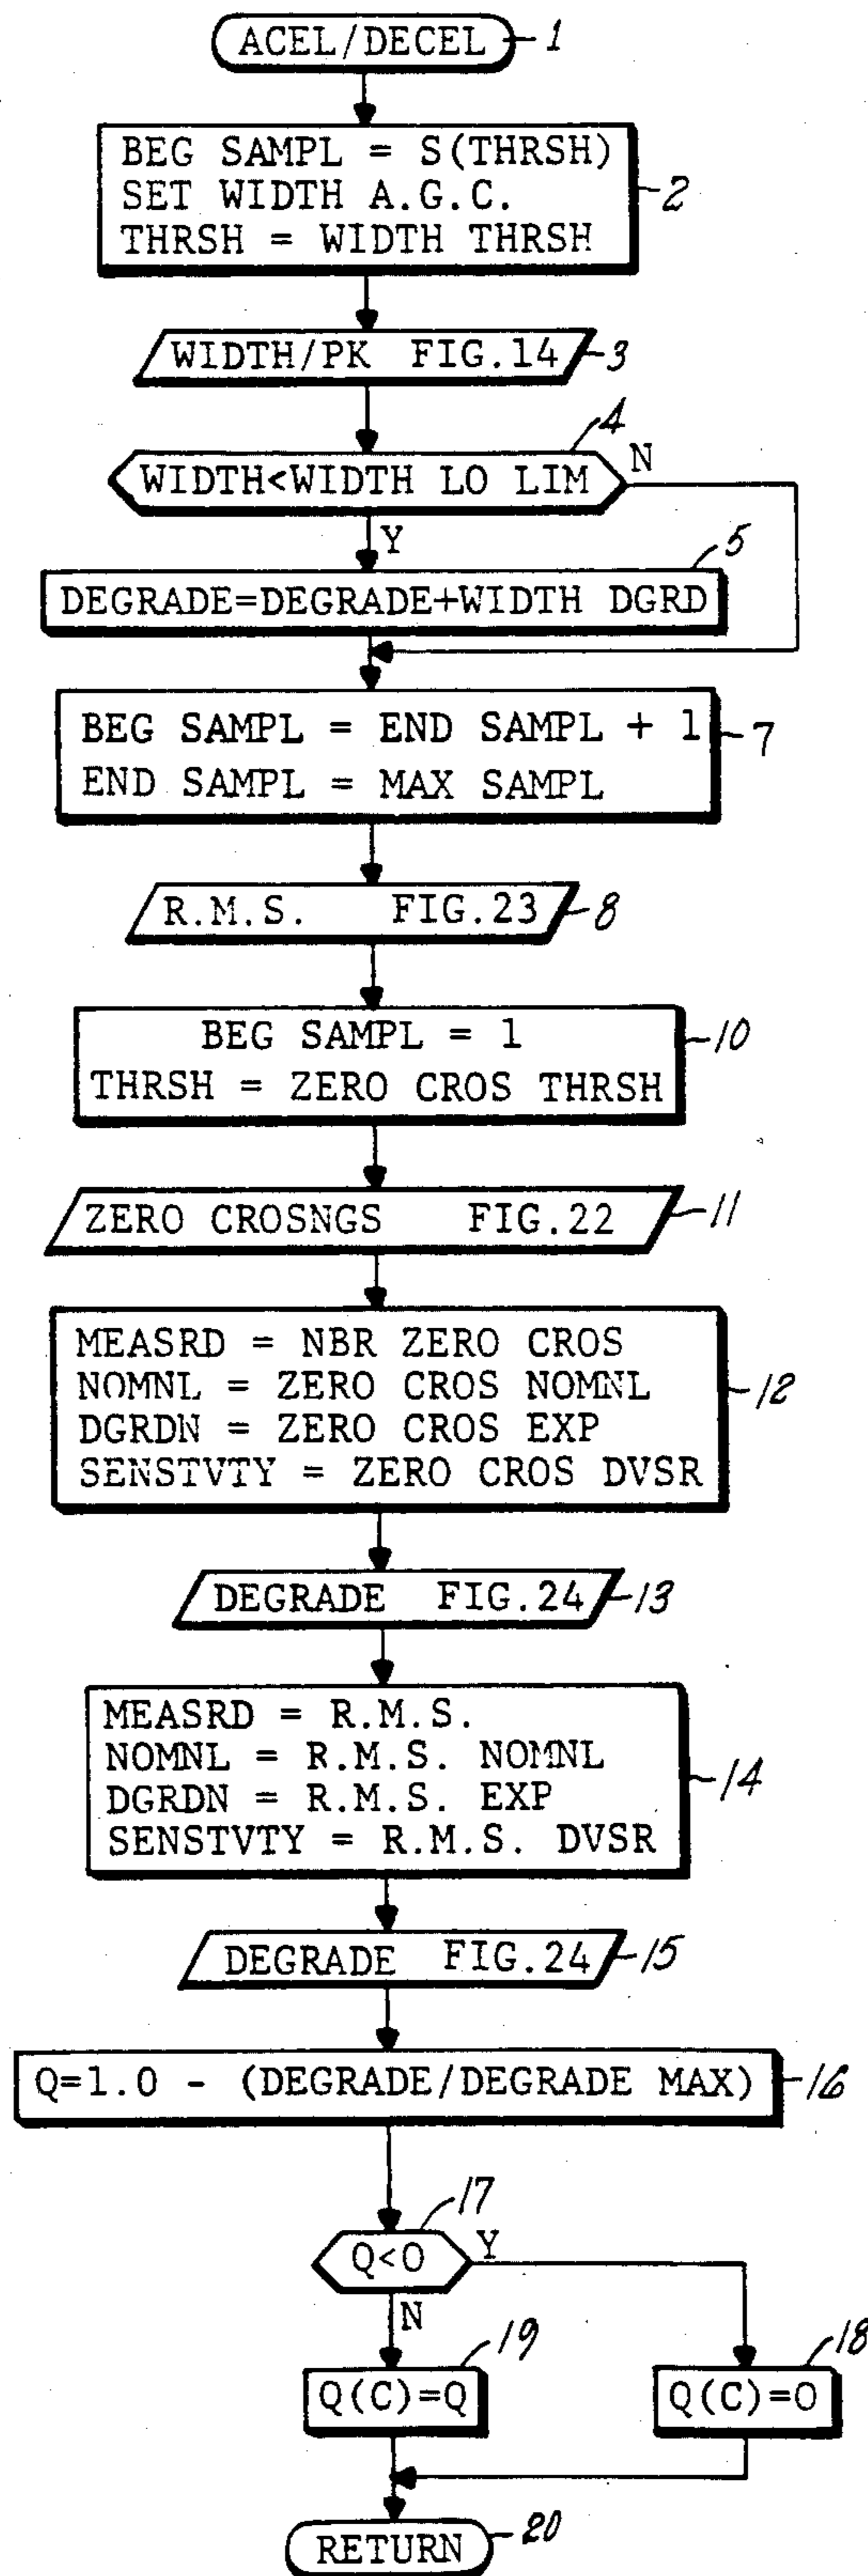 ACEL/DECEL 1
BEG SAMPL = S(THRSH)
SET WIDTH A.G.C. 2
THRSH = WIDTH THRSH
WIDTH/PK FIG.14 3
4
WIDTH<WIDTH LO LIM N
Y
5
DEGRADE=DEGRADE+WIDTH DGRD
BEG SAMPL = END SAMPL + 1 7
END SAMPL = MAX SAMPL
R.M.S. FIG.23 8
BEG SAMPL = 1 10
THRSH = ZERO CROS THRSH
ZERO CROSNGS FIG.22 11
MEASRD = NBR ZERO CROS
NOMNL = ZERO CROS NOMNL 12
DGRDN = ZERO CROS EXP
SENSTVTY = ZERO CROS DVSR
DEGRADE FIG.24 13
MEASRD = R.M.S.
NOMNL = R.M.S. NOMNL 14
DGRDN = R.M.S. EXP
SENSTVTY = R.M.S. DVSR
DEGRADE FIG.24 15
Q=1.0 - (DEGRADE/DEGRADE MAX) 16
17
Q<0 Y
N
19 18
Q(C)=Q Q(C)=0
RETURN 20